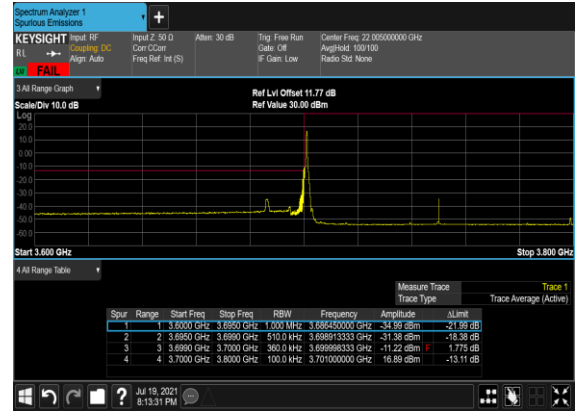 Spectrum Analyzer 1
Spurious Emissions
+
KEYSIGHT Input: RF Input Z: 50 Ω Atten: 30 dB Trig: Free Run Center Freq: 22.005000000 GHz
RL Coupling: DC Corr CCorr Gate: Off Avg|Hold: 100/100
Align: Auto Freq Ref: Int (S) IF Gain: Low Radio Std: None
LW FAIL
3 All Range Graph Ref Lvl Offset 11.77 dB
Scale/Div 10.0 dB Ref Value 30.00 dBm
Log
20.0
10.0
0.00
-10.0
-20.0
-30.0
-40.0
-50.0
-60.0
Start 3.600 GHz Stop 3.800 GHz
4 All Range Table
Measure Trace Trace 1
Trace Type Trace Average (Active)
Spur Range Start Freq Stop Freq RBW Frequency Amplitude ΔLimit
1 1 3.6000 GHz 3.6950 GHz 1.000 MHz 3.686450000 GHz -34.99 dBm -21.99 dB
2 2 3.6950 GHz 3.6990 GHz 510.0 kHz 3.698913333 GHz -31.38 dBm -18.38 dB
3 3 3.6990 GHz 3.7000 GHz 360.0 kHz 3.699998333 GHz -11.22 dBm F 1.775 dB
4 4 3.7000 GHz 3.8000 GHz 100.0 kHz 3.701000000 GHz 16.89 dBm -13.11 dB
? Jul 19, 2021
8:13:31 PM